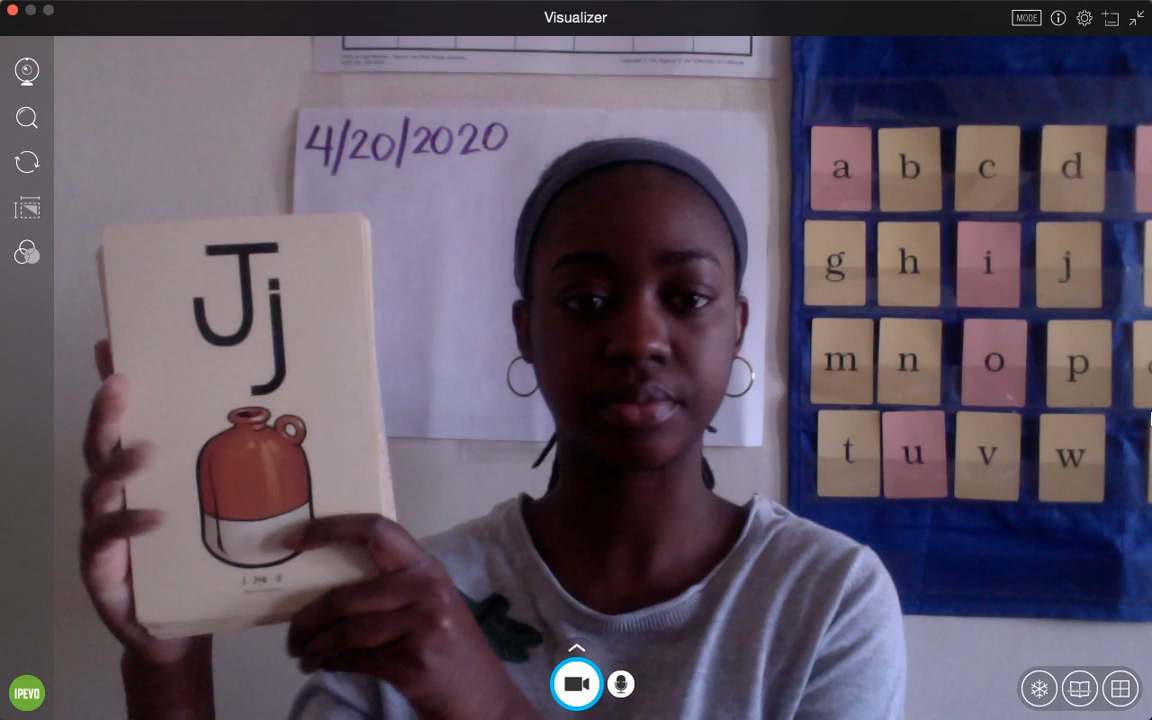 Visualizer
MODE
4/20/2020
Jj
a b c d
g h i j
m n o p
t u v w
IPEVO